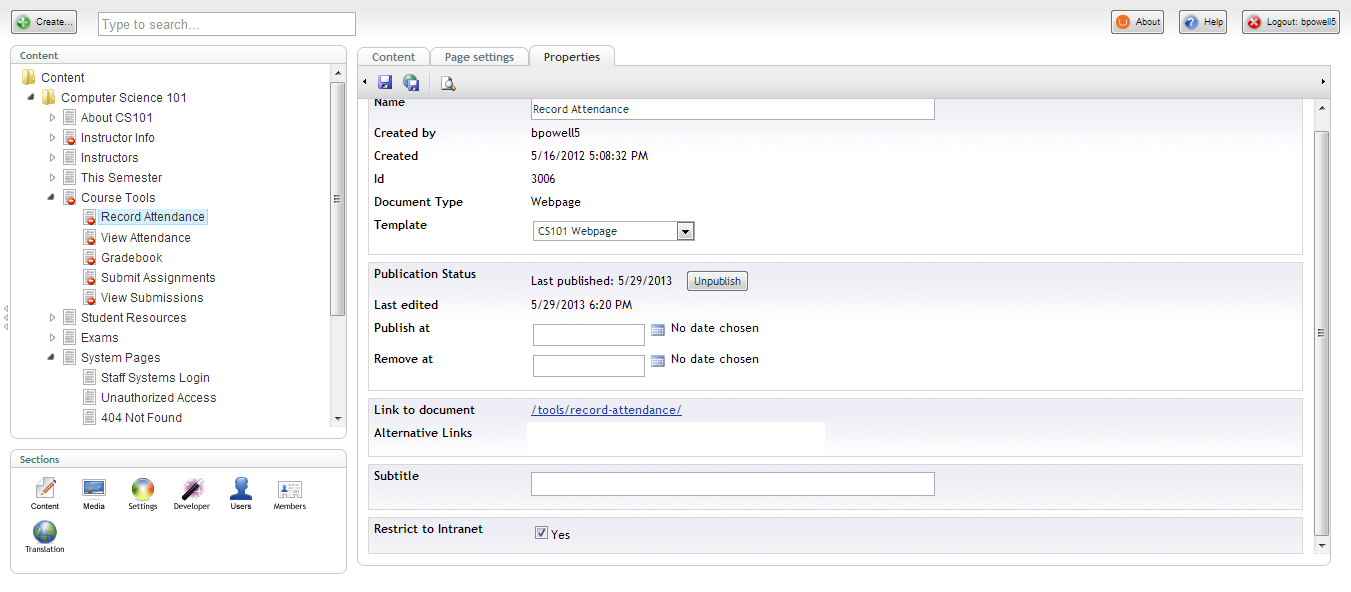 Create...
Type to search...
About
Help
Logout: bpowell5
Content
Content
Computer Science 101
About CS101
Instructor Info
Instructors
This Semester
Course Tools
Record Attendance
View Attendance
Gradebook
Submit Assignments
View Submissions
Student Resources
Exams
System Pages
Staff Systems Login
Unauthorized Access
404 Not Found
Sections
Content Media Settings Developer Users Members
Translation
Content Page settings Properties
Name Record Attendance
Created by bpowell5
Created 5/16/2012 5:08:32 PM
Id 3006
Document Type Webpage
Template CS101 Webpage
Publication Status Last published: 5/29/2013 Unpublish
Last edited 5/29/2013 6:20 PM
Publish at No date chosen
Remove at No date chosen
Link to document /tools/record-attendance/
Alternative Links
Subtitle
Restrict to Intranet Yes